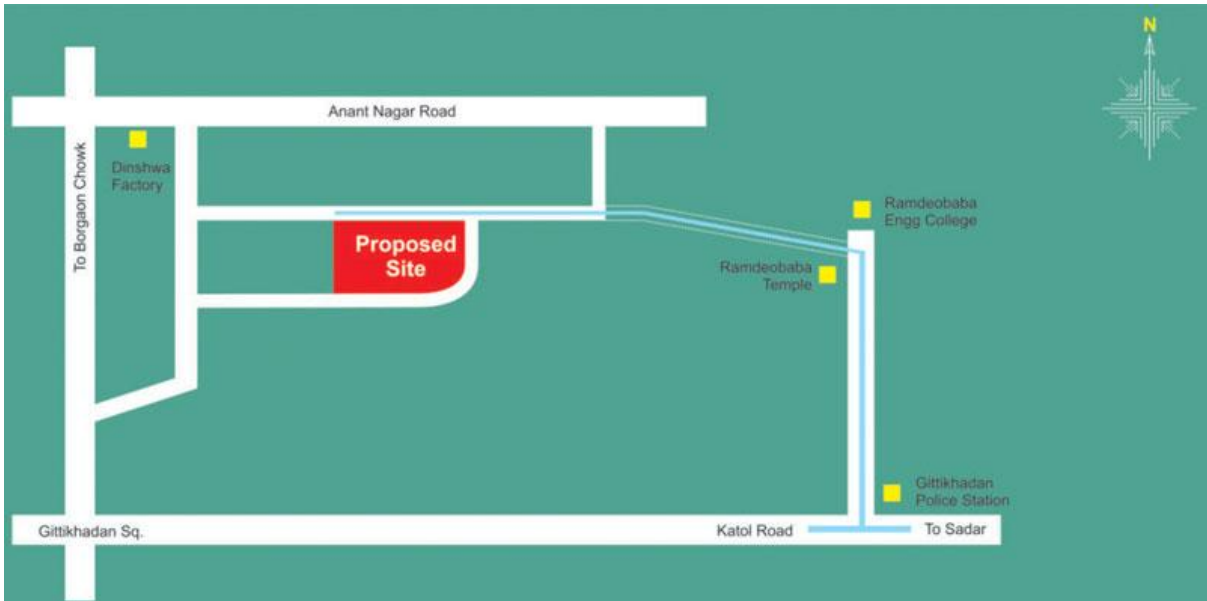 N
Anant Nagar Road
To Borgaon Chowk
Dinshwa
Factory
Ramdeobaba
Engg College
Proposed
Site
Ramdeobaba
Temple
Gittikhadan
Police Station
Gittikhadan Sq.
Katol Road
To Sadar